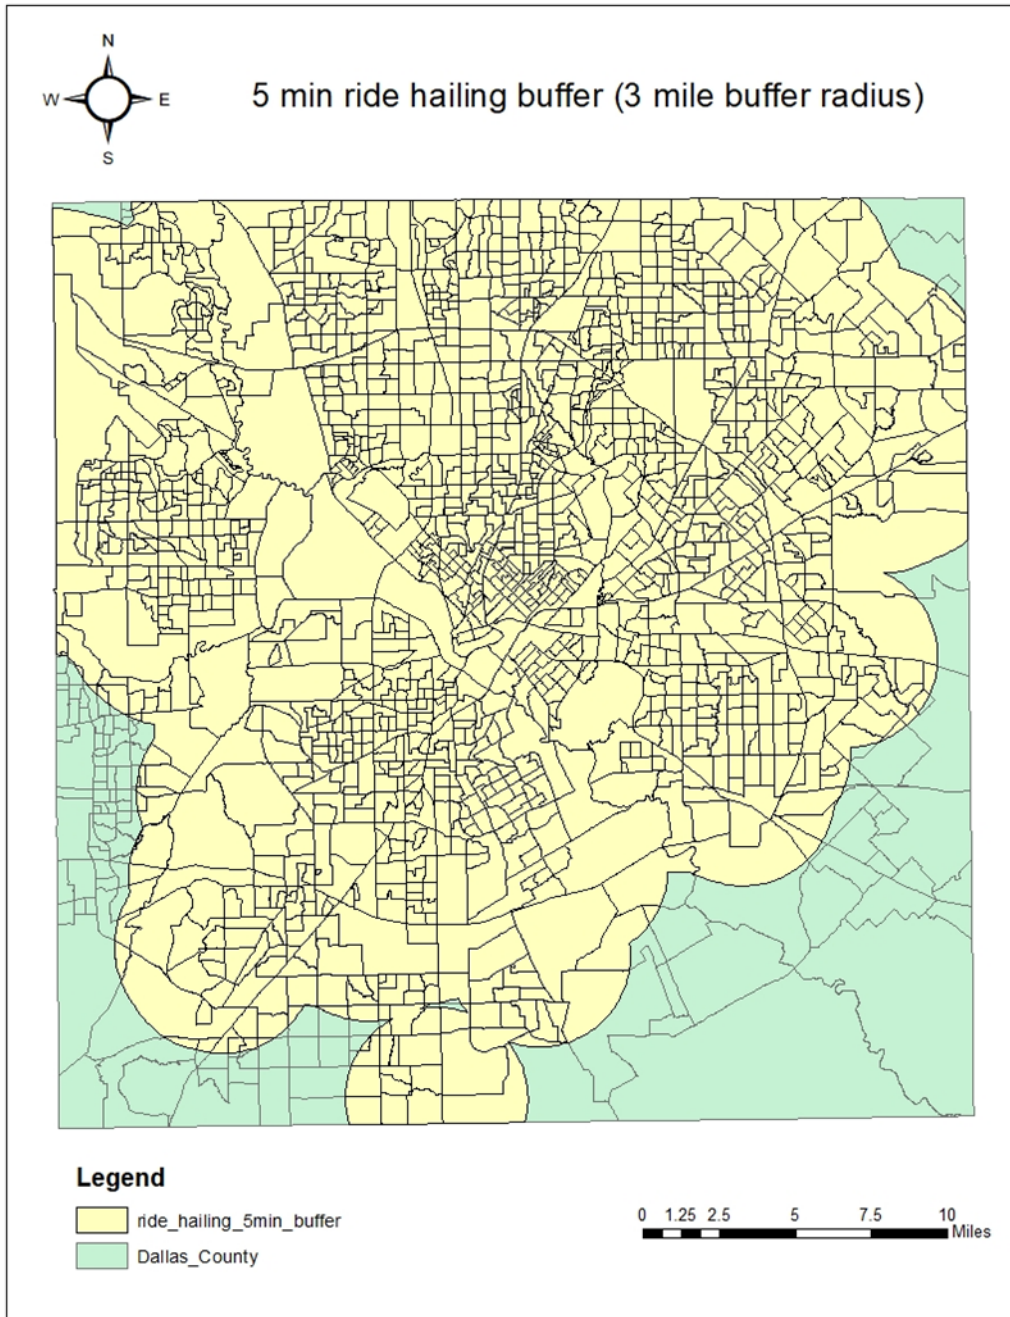 N
W E
S
5 min ride hailing buffer (3 mile buffer radius)
Legend
ride_hailing_5min_buffer
Dallas_County
0 1.25 2.5 5 7.5 10
Miles